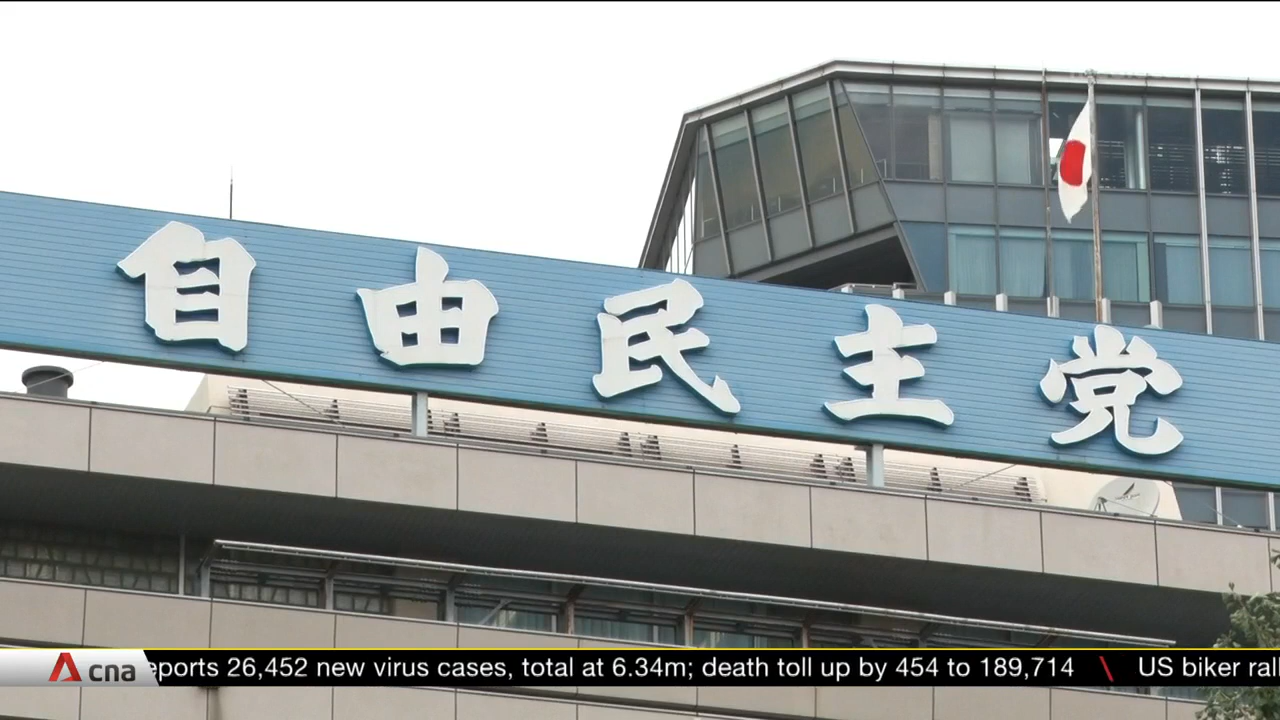 自由民主党
cna
eports 26,452 new virus cases, total at 6.34m; death toll up by 454 to 189,714 \ US biker ral